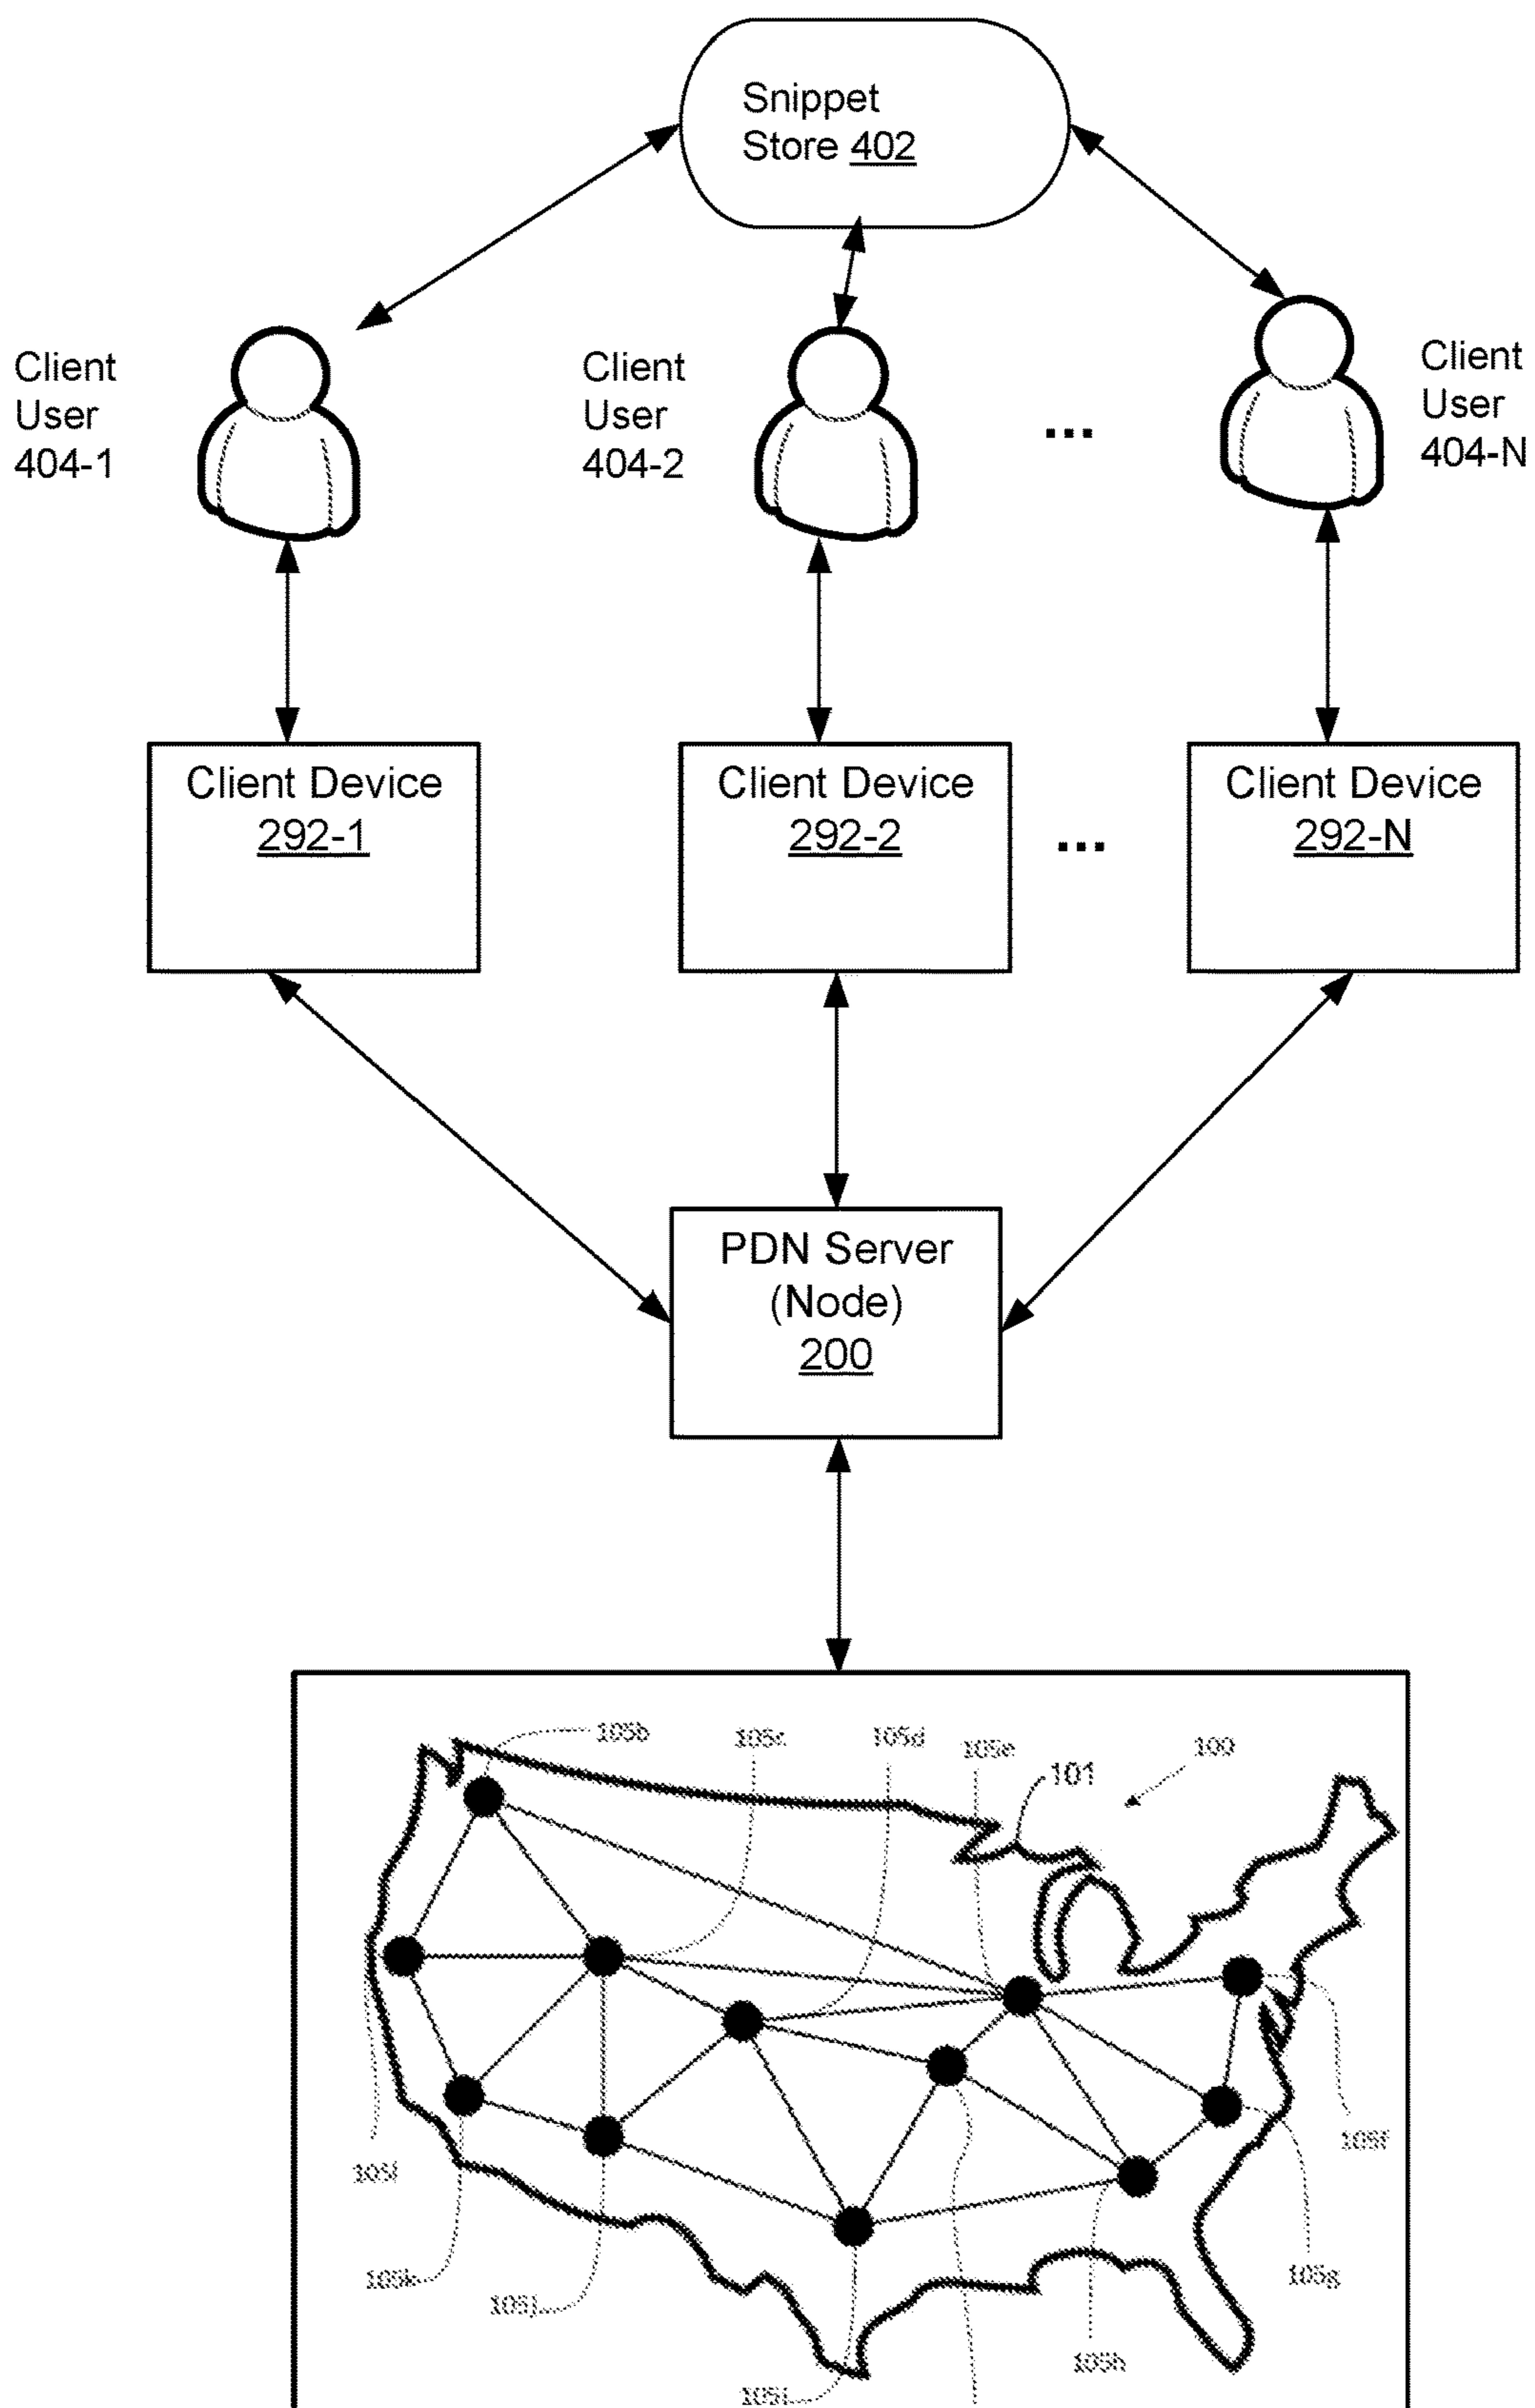 Snippet
Store 402
Client
User
404-1
Client
User
404-2
...
Client
User
404-N
Client Device
292-1
Client Device
292-2
...
Client Device
292-N
PDN Server
(Node)
200
105b
105c
105d
105e
101
100
105f
105k
105j
105g
105h